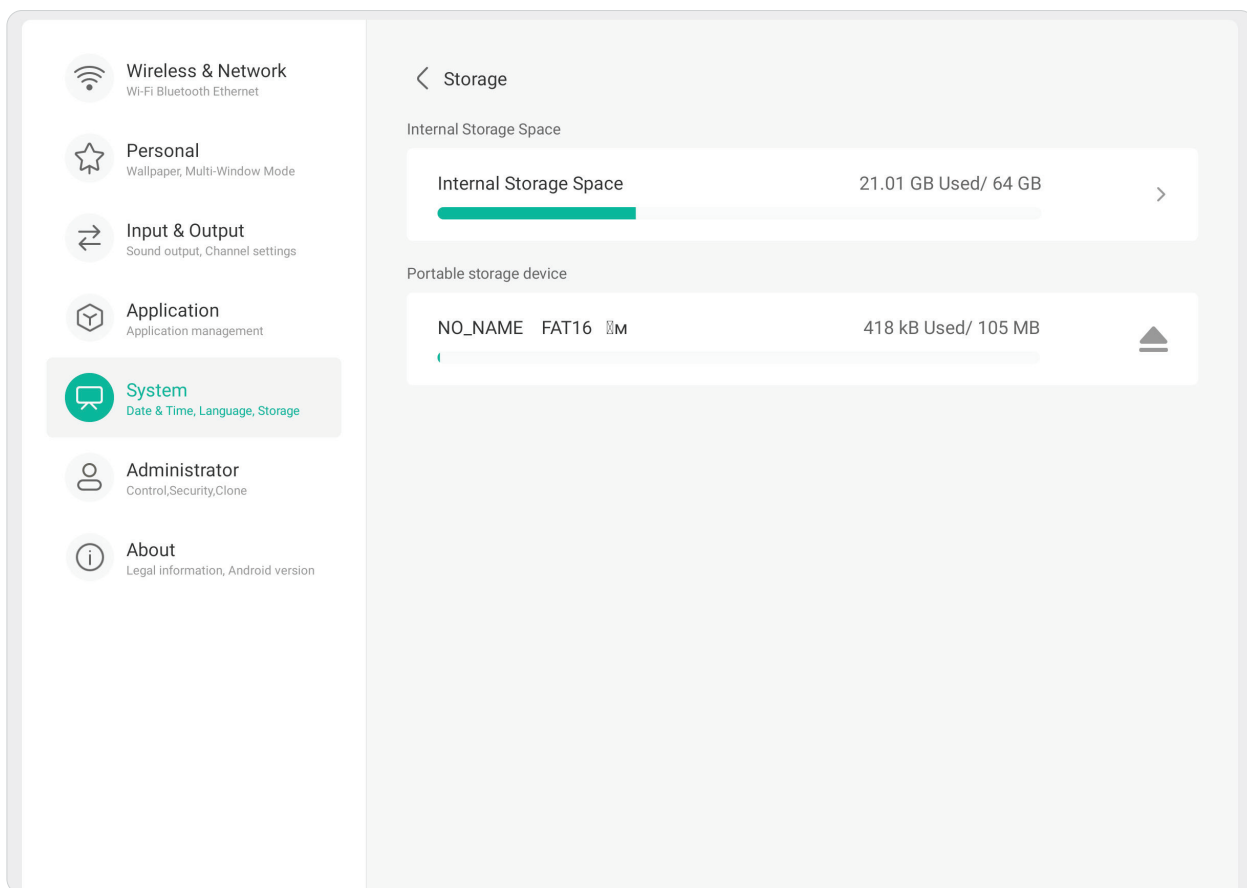 Wireless & Network
Wi-Fi Bluetooth Ethernet
Personal
Wallpaper, Multi-Window Mode
Input & Output
Sound output, Channel settings
Application
Application management
System
Date & Time, Language, Storage
Administrator
Control,Security,Clone
About
Legal information, Android version
Storage
Internal Storage Space
Internal Storage Space 21.01 GB Used/ 64 GB
Portable storage device
NO_NAME FAT16 418 kB Used/ 105 MB